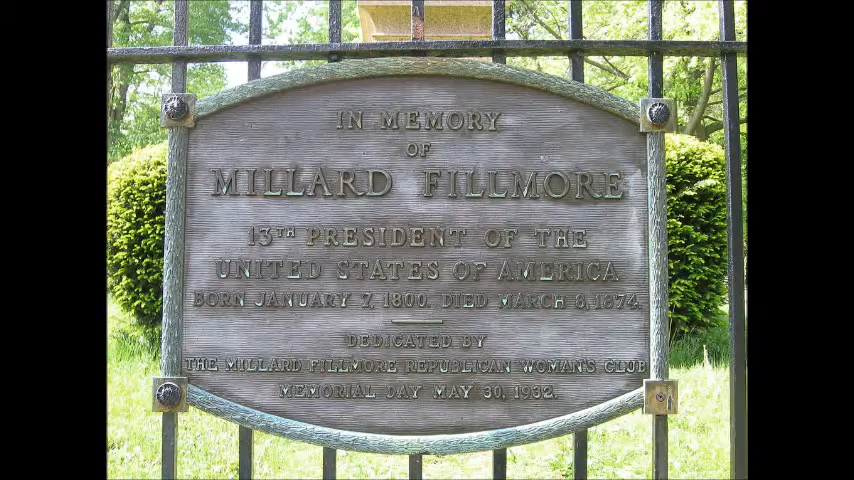 IN MEMORY
OF
MILLARD FILLMORE
13TH PRESIDENT OF THE
UNITED STATES OF AMERICA
BORN JANUARY 7, 1800. DIED MARCH 8, 1874.
DEDICATED BY
THE MILLARD FILLMORE REPUBLICAN WOMAN'S CLUB
MEMORIAL DAY MAY 30, 1932.